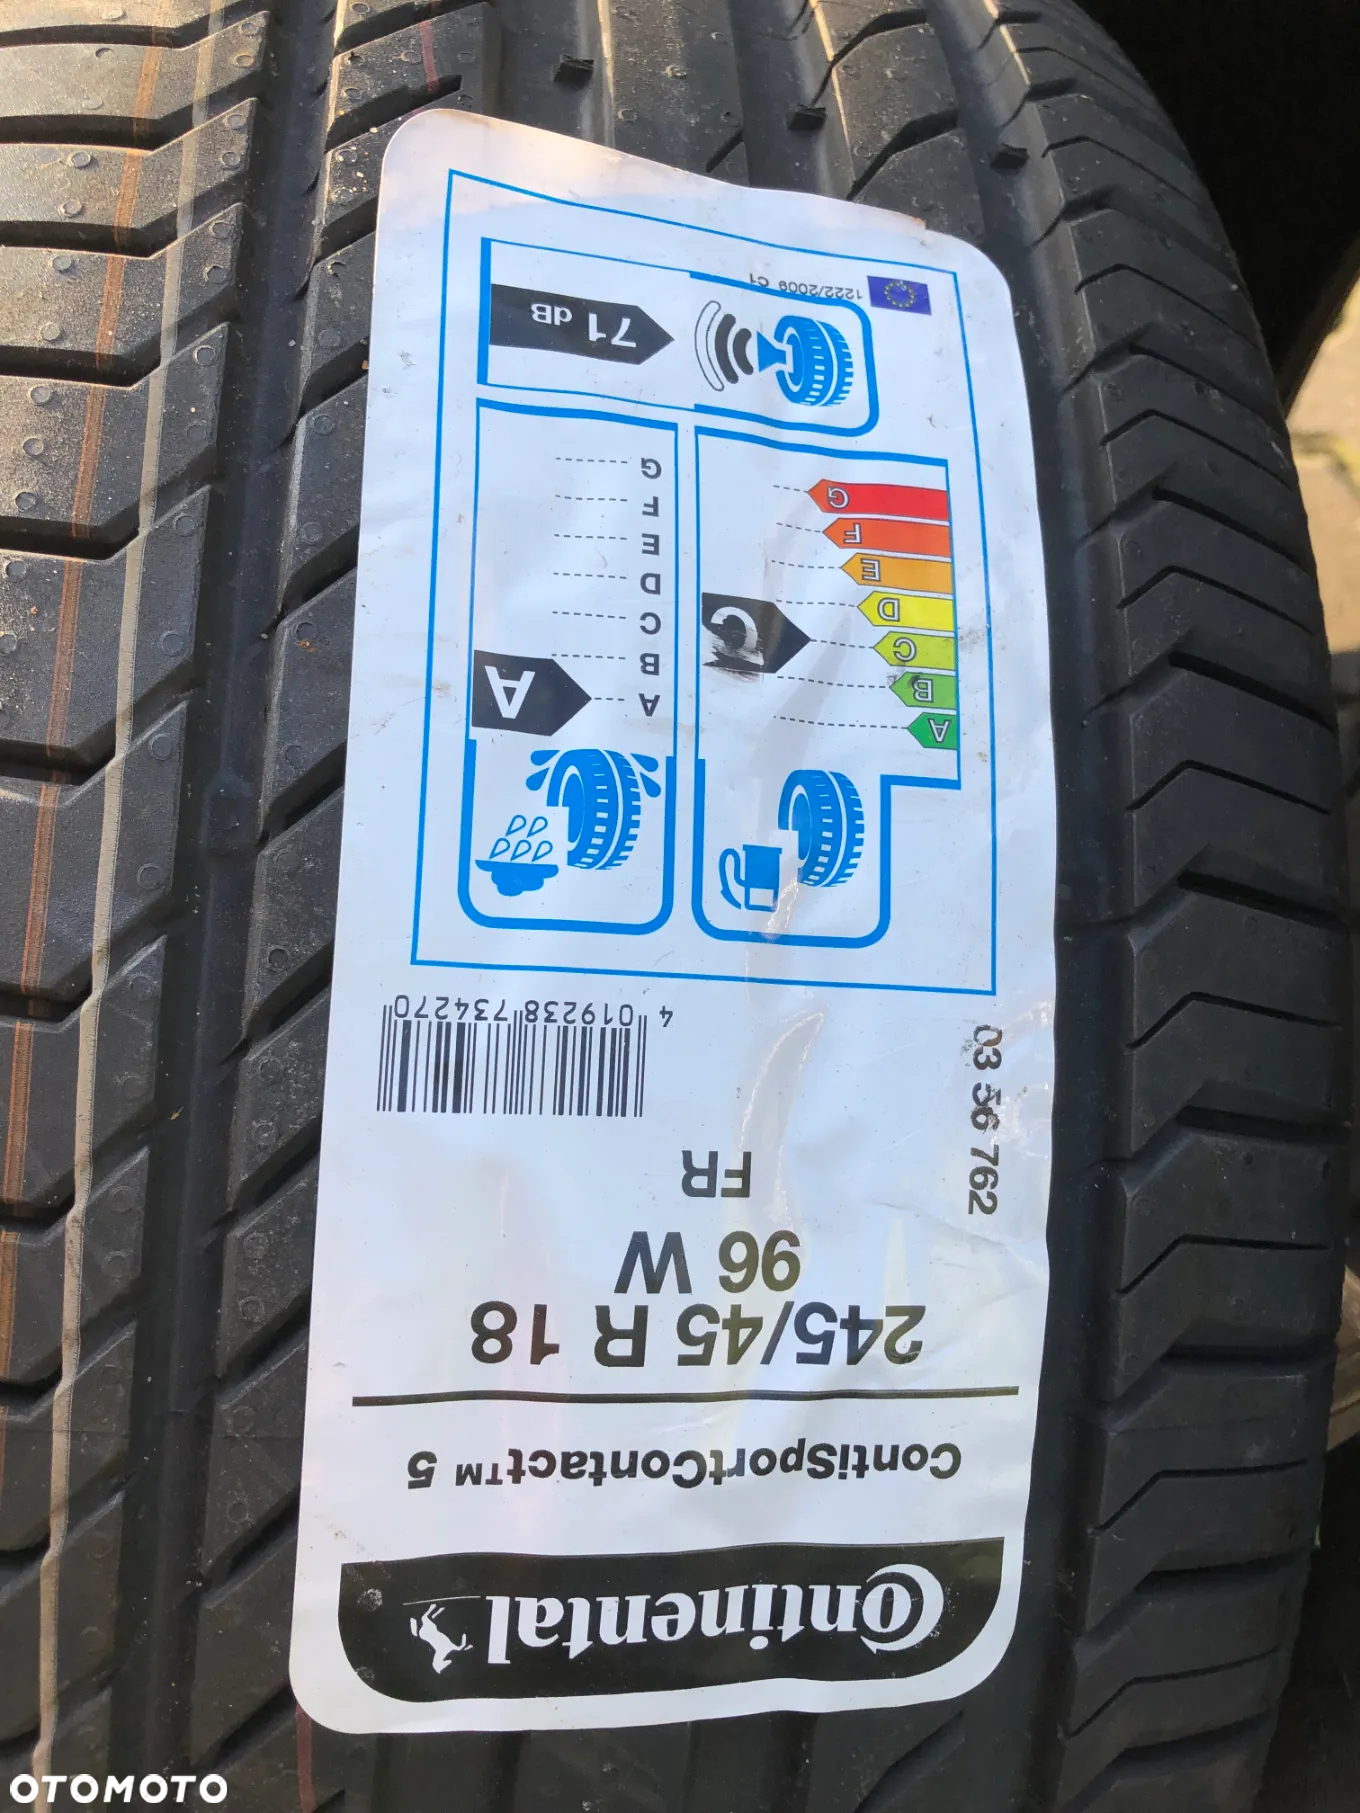 Continental
ContiSportContact™ 5
245/45 R 18
96 W
FR
03 56 762
4 019238 734270
A
B
C
D
E
F
G
C
A
B
C
D
E
F
G
A
71 dB
1222/2009 C1
OTOMOTO